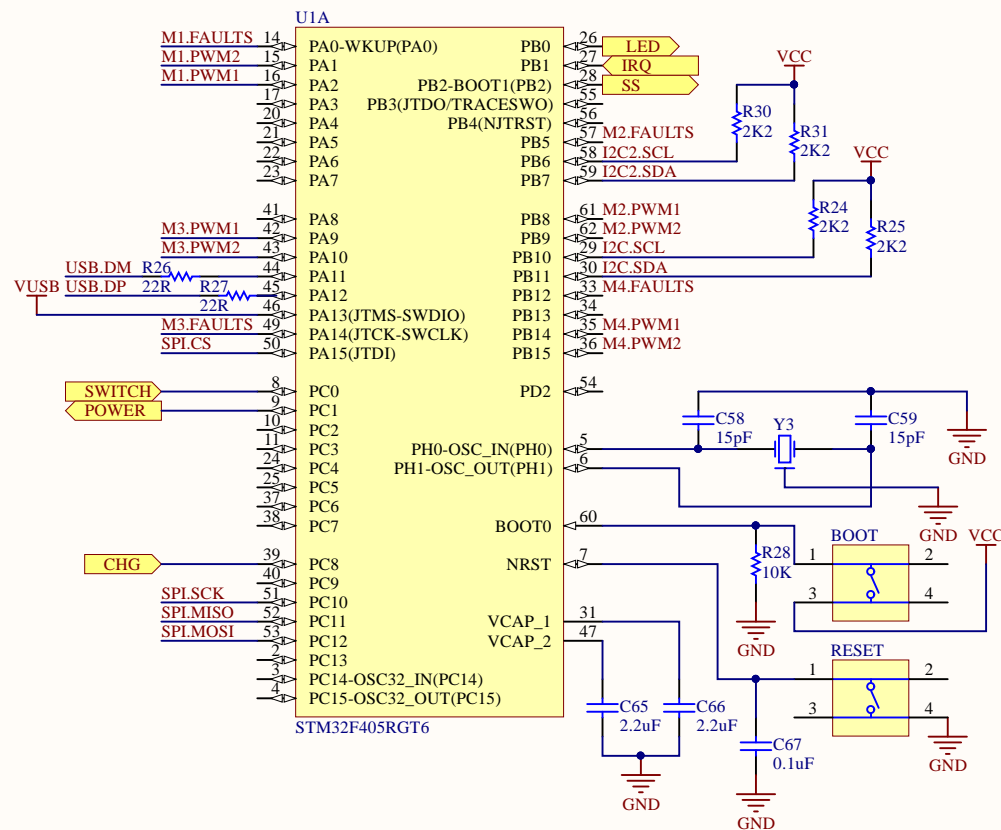 U1A
M1.FAULTS 14 PA0-WKUP(PA0) PB0 26 LED
M1.PWM2 15 PA1 PB1 27 IRQ
M1.PWM1 16 PA2 PB2-BOOT1(PB2) 28 SS
17 PA3 PB3(JTDO/TRACESWO) 55
20 PA4 PB4(NJTRST) 56
21 PA5 PB5 57 M2.FAULTS
22 PA6 PB6 58 I2C2.SCL
23 PA7 PB7 59 I2C2.SDA
VCC
R30
2K2
R31
2K2
41 PA8 PB8 61 M2.PWM1
M3.PWM1 42 PA9 PB9 62 M2.PWM2
M3.PWM2 43 PA10 PB10 29 I2C.SCL
USB.DM R26 44 PA11 PB11 30 I2C.SDA
22R
VUSB USB.DP R27 45 PA12 PB12 33 M4.FAULTS
22R
46 PA13(JTMS-SWDIO) PB13 34
M3.FAULTS 49 PA14(JTCK-SWCLK) PB14 35 M4.PWM1
SPI.CS 50 PA15(JTDI) PB15 36 M4.PWM2
VCC
R24
2K2
R25
2K2
SWITCH 8 PC0 PD2 54
POWER 9 PC1
10 PC2
11 PC3 PH0-OSC_IN(PH0) 5
24 PC4 PH1-OSC_OUT(PH1) 6
25 PC5
37 PC6
38 PC7 BOOT0 60
C58
15pF
Y3
C59
15pF
GND
GND
CHG 39 PC8 NRST 7
40 PC9
SPI.SCK 51 PC10
SPI.MISO 52 PC11 VCAP_1 31
SPI.MOSI 53 PC12 VCAP_2 47
2 PC13
3 PC14-OSC32_IN(PC14)
4 PC15-OSC32_OUT(PC15)
STM32F405RGT6
R28
10K
GND
BOOT
1 2
3 4
VCC
RESET
1 2
3 4
GND
C65
2.2uF
C66
2.2uF
GND
C67
0.1uF
GND